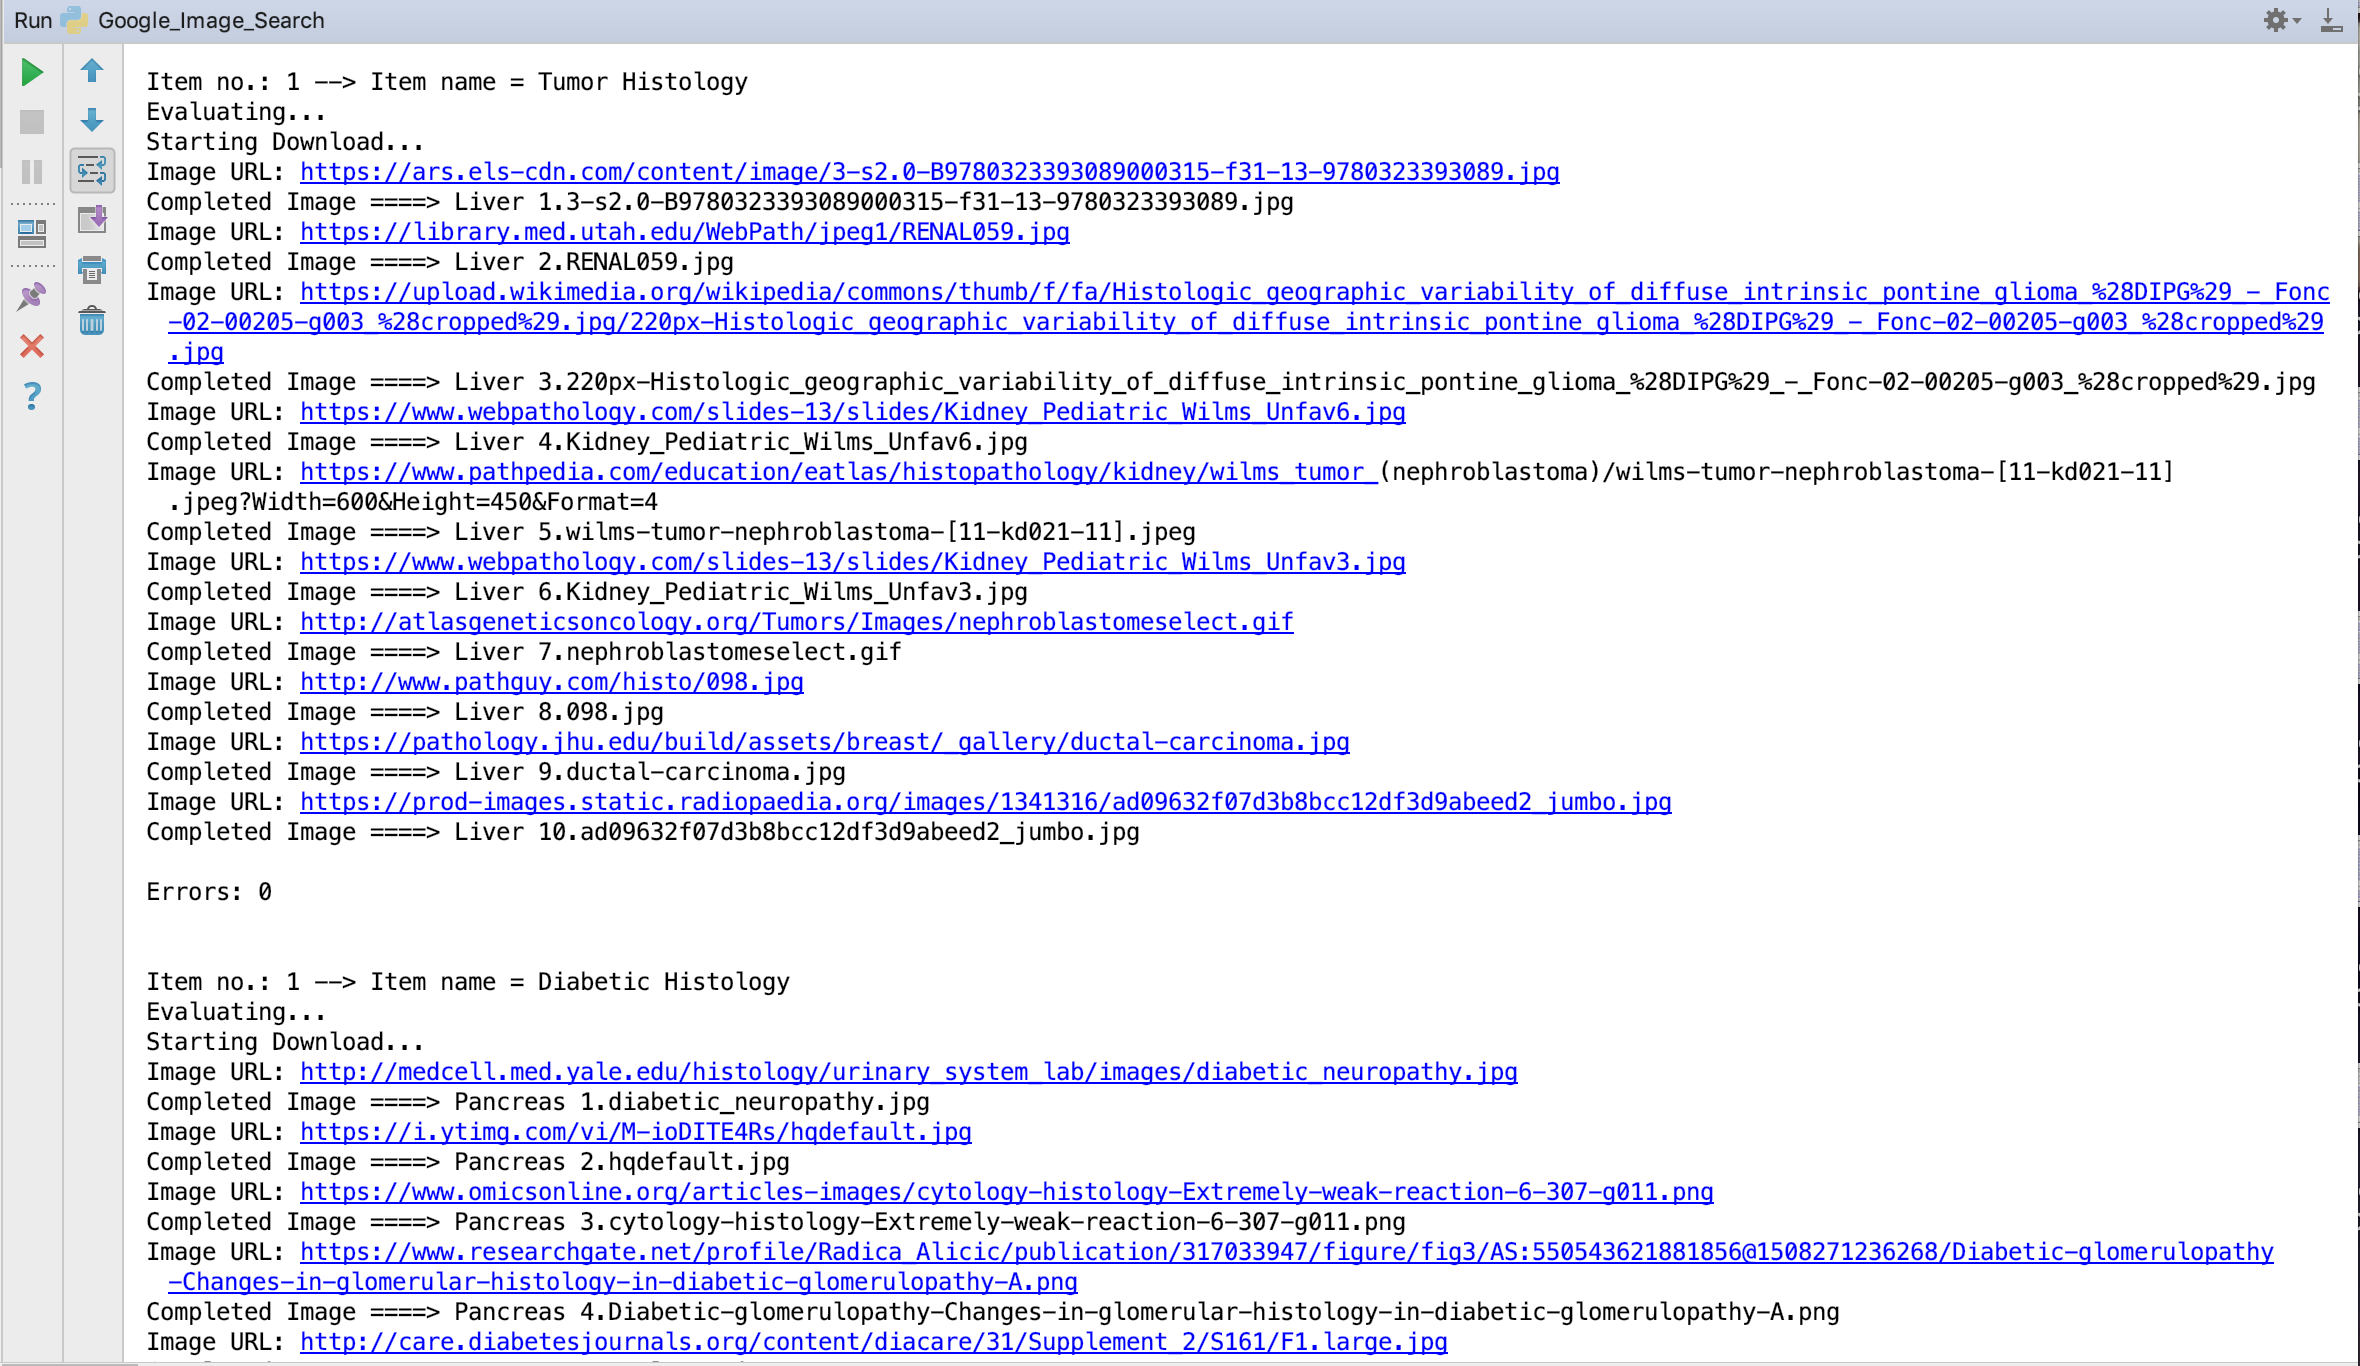 Run Google_Image_Search
Item no.: 1 --> Item name = Tumor Histology
Evaluating...
Starting Download...
Image URL: https://ars.els-cdn.com/content/image/3-s2.0-B9780323393089000315-f31-13-9780323393089.jpg
Completed Image ====> Liver 1.3-s2.0-B9780323393089000315-f31-13-9780323393089.jpg
Image URL: https://library.med.utah.edu/WebPath/jpeg1/RENAL059.jpg
Completed Image ====> Liver 2.RENAL059.jpg
Image URL: https://upload.wikimedia.org/wikipedia/commons/thumb/f/fa/Histologic_geographic_variability_of_diffuse_intrinsic_pontine_glioma_%28DIPG%29_-_Fonc
-02-00205-g003_%28cropped%29.jpg/220px-Histologic_geographic_variability_of_diffuse_intrinsic_pontine_glioma_%28DIPG%29_-_Fonc-02-00205-g003_%28cropped%29
.jpg
Completed Image ====> Liver 3.220px-Histologic_geographic_variability_of_diffuse_intrinsic_pontine_glioma_%28DIPG%29_-_Fonc-02-00205-g003_%28cropped%29.jpg
Image URL: https://www.webpathology.com/slides-13/slides/Kidney_Pediatric_Wilms_Unfav6.jpg
Completed Image ====> Liver 4.Kidney_Pediatric_Wilms_Unfav6.jpg
Image URL: https://www.pathpedia.com/education/eatlas/histopathology/kidney/wilms_tumor_(nephroblastoma)/wilms-tumor-nephroblastoma-[11-kd021-11]
.jpeg?Width=600&Height=450&Format=4
Completed Image ====> Liver 5.wilms-tumor-nephroblastoma-[11-kd021-11].jpeg
Image URL: https://www.webpathology.com/slides-13/slides/Kidney_Pediatric_Wilms_Unfav3.jpg
Completed Image ====> Liver 6.Kidney_Pediatric_Wilms_Unfav3.jpg
Image URL: http://atlasgeneticsoncology.org/Tumors/Images/nephroblastomeselect.gif
Completed Image ====> Liver 7.nephroblastomeselect.gif
Image URL: http://www.pathguy.com/histo/098.jpg
Completed Image ====> Liver 8.098.jpg
Image URL: https://pathology.jhu.edu/build/assets/breast/_gallery/ductal-carcinoma.jpg
Completed Image ====> Liver 9.ductal-carcinoma.jpg
Image URL: https://prod-images.static.radiopaedia.org/images/1341316/ad09632f07d3b8bcc12df3d9abeed2_jumbo.jpg
Completed Image ====> Liver 10.ad09632f07d3b8bcc12df3d9abeed2_jumbo.jpg
Errors: 0
Item no.: 1 --> Item name = Diabetic Histology
Evaluating...
Starting Download...
Image URL: http://medcell.med.yale.edu/histology/urinary_system_lab/images/diabetic_neuropathy.jpg
Completed Image ====> Pancreas 1.diabetic_neuropathy.jpg
Image URL: https://i.ytimg.com/vi/M-ioDITE4Rs/hqdefault.jpg
Completed Image ====> Pancreas 2.hqdefault.jpg
Image URL: https://www.omicsonline.org/articles-images/cytology-histology-Extremely-weak-reaction-6-307-g011.png
Completed Image ====> Pancreas 3.cytology-histology-Extremely-weak-reaction-6-307-g011.png
Image URL: https://www.researchgate.net/profile/Radica_Alicic/publication/317033947/figure/fig3/AS:550543621881856@1508271236268/Diabetic-glomerulopathy
-Changes-in-glomerular-histology-in-diabetic-glomerulopathy-A.png
Completed Image ====> Pancreas 4.Diabetic-glomerulopathy-Changes-in-glomerular-histology-in-diabetic-glomerulopathy-A.png
Image URL: http://care.diabetesjournals.org/content/diacare/31/Supplement_2/S161/F1.large.jpg